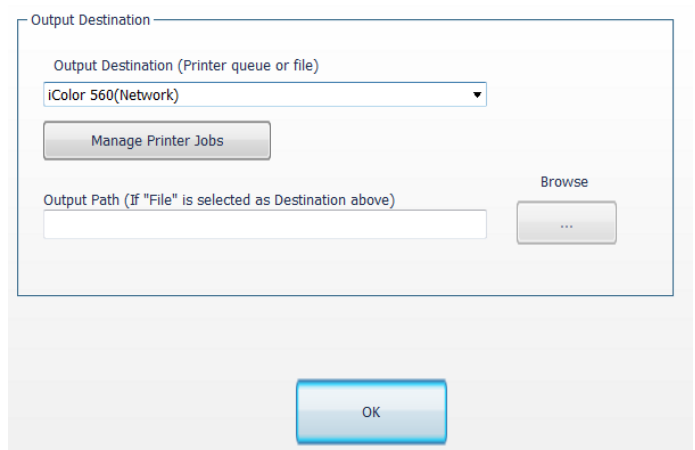 Output Destination
Output Destination (Printer queue or file)
iColor 560(Network)
Manage Printer Jobs
Browse
Output Path (If "File" is selected as Destination above)
...
OK